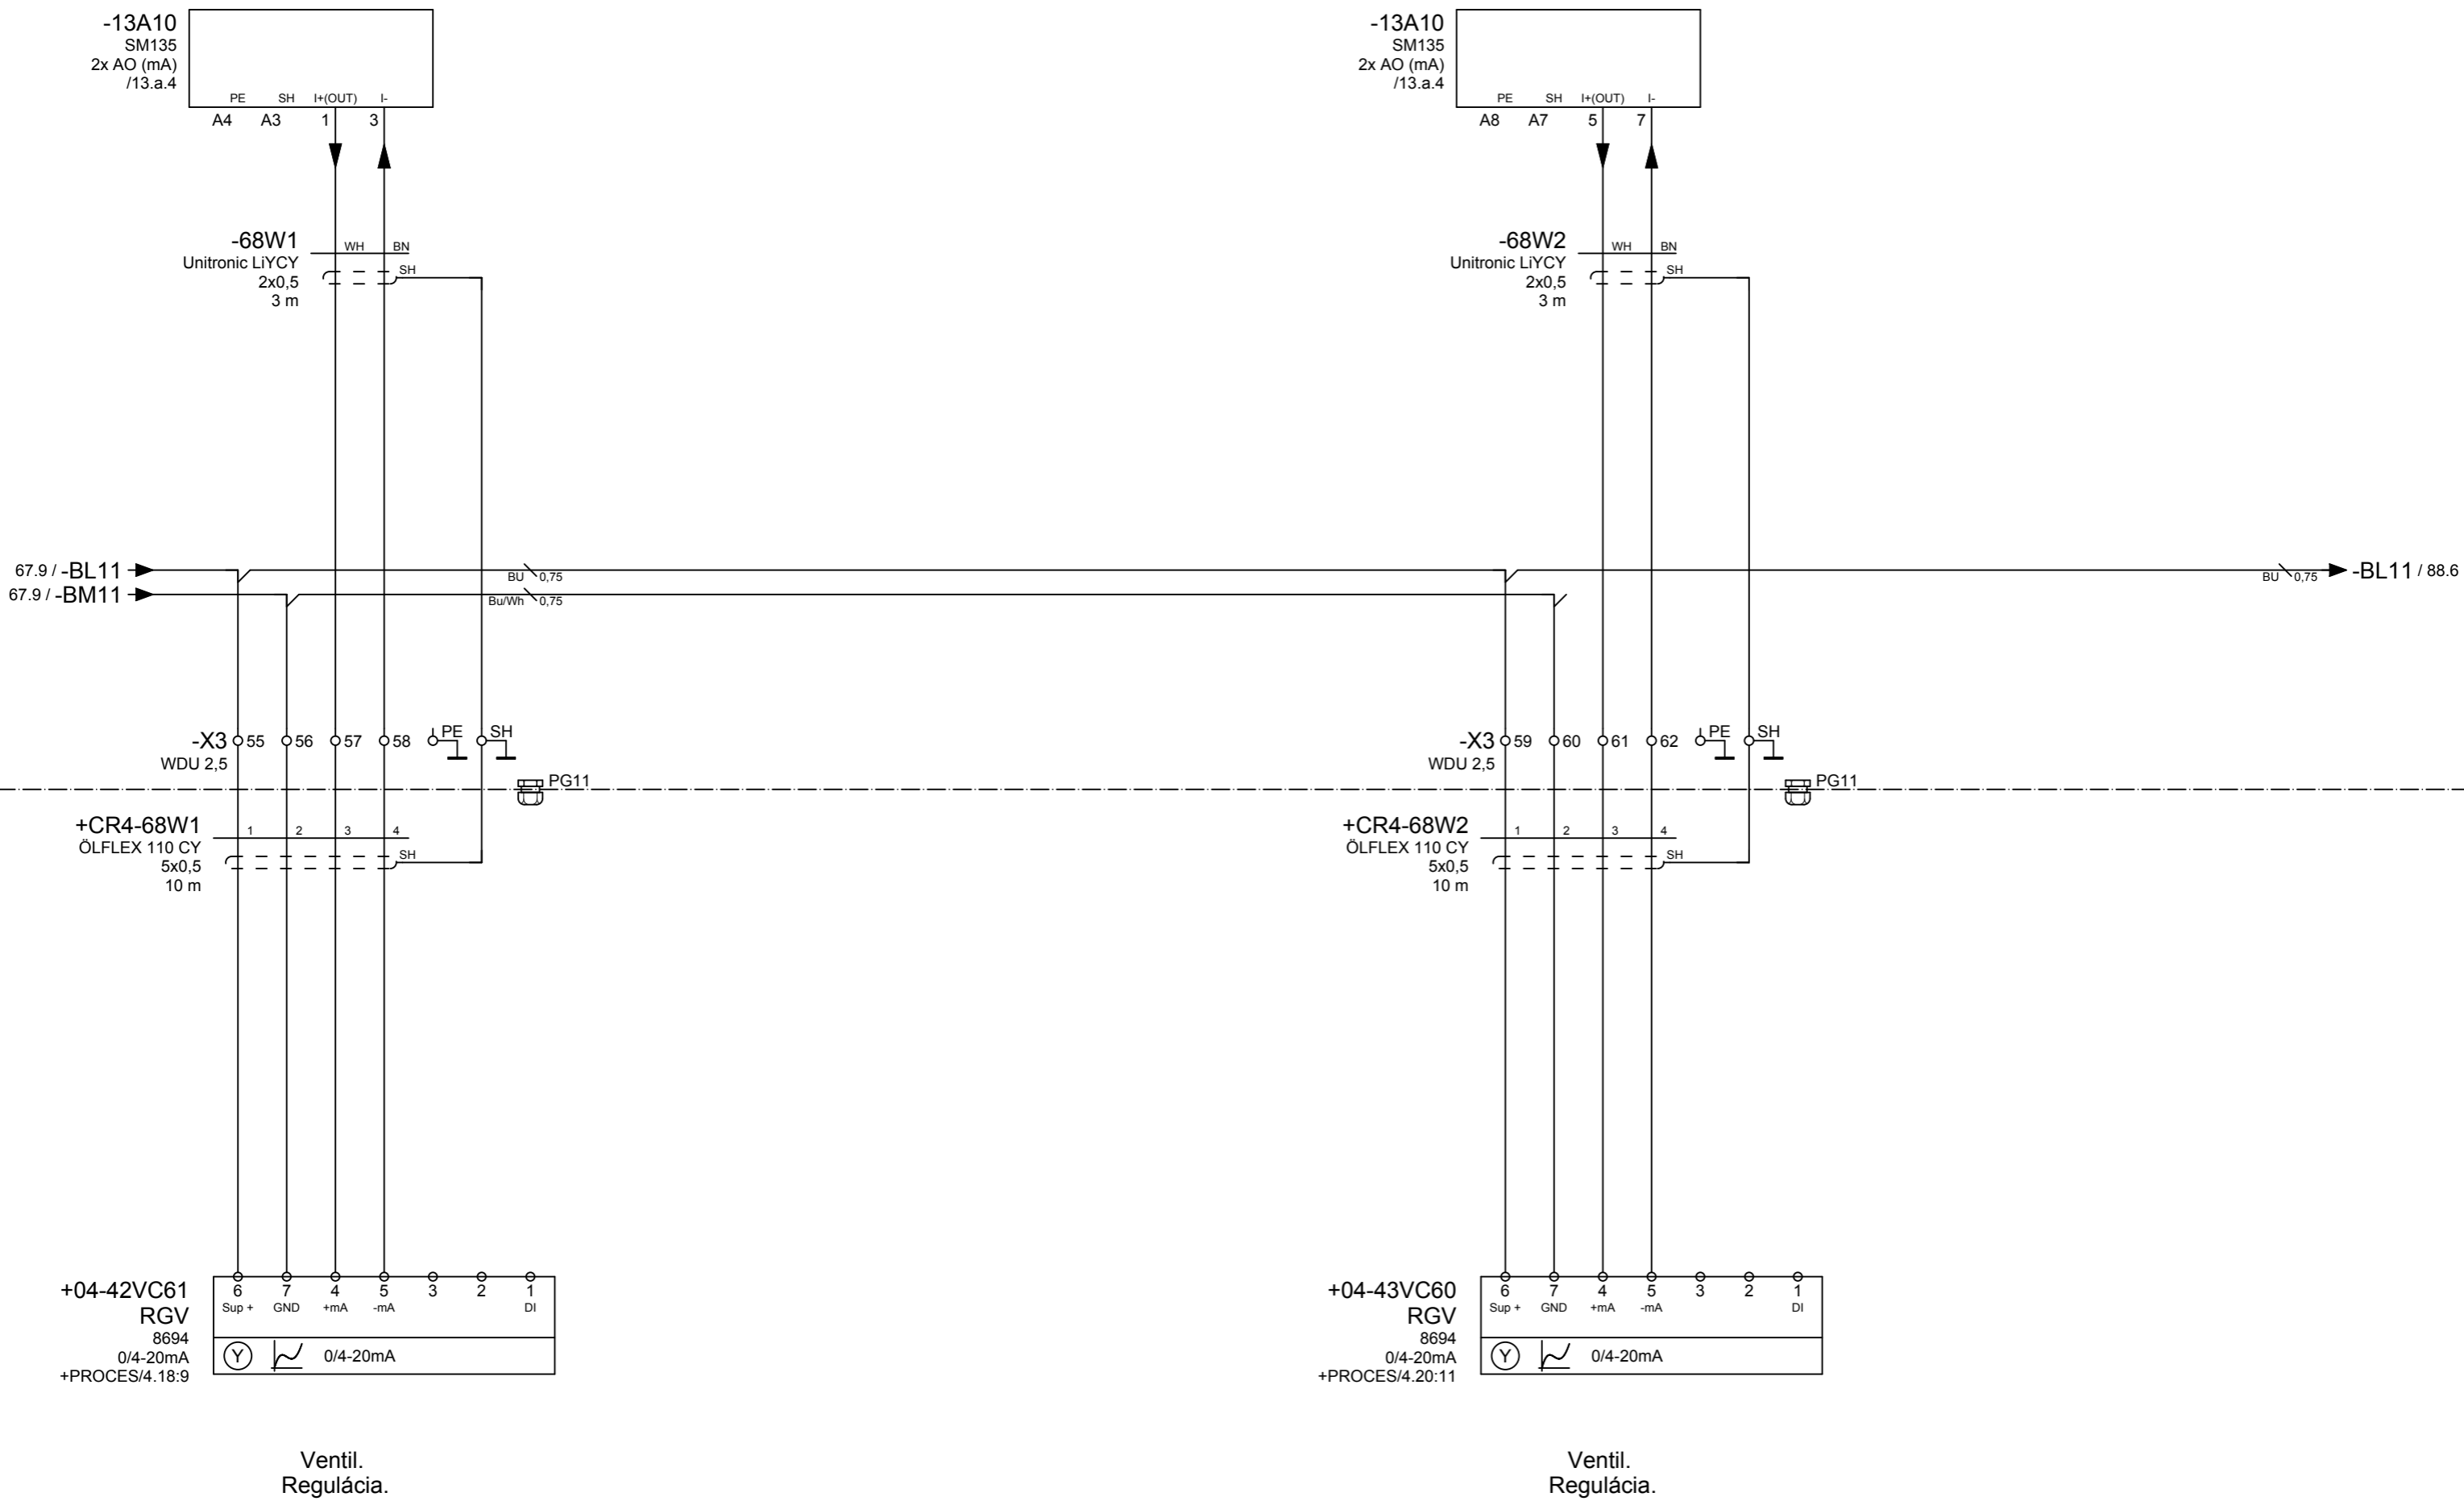 -13A10
SM135
2x AO (mA)
/13.a.4
PE SH I+(OUT) I-
A4 A3 1 3
-13A10
SM135
2x AO (mA)
/13.a.4
PE SH I+(OUT) I-
A8 A7 5 7
-68W1
Unitronic LiYCY
2x0,5
3 m
WH BN
SH
-68W2
Unitronic LiYCY
2x0,5
3 m
WH BN
SH
67.9 / -BL11
BU 0,75
BU 0,75
-BL11 / 88.6
67.9 / -BM11
Bu/Wh 0,75
-X3 55 56 57 58 PE SH
WDU 2,5
PG11
-X3 59 60 61 62 PE SH
WDU 2,5
PG11
+CR4-68W1
ÖLFLEX 110 CY
5x0,5
10 m
1 2 3 4
SH
+CR4-68W2
ÖLFLEX 110 CY
5x0,5
10 m
1 2 3 4
SH
+04-42VC61
RGV
8694
0/4-20mA
+PROCES/4.18:9
6 7 4 5 3 2 1
Sup + GND +mA -mA DI
Y 0/4-20mA
+04-43VC60
RGV
8694
0/4-20mA
+PROCES/4.20:11
6 7 4 5 3 2 1
Sup + GND +mA -mA DI
Y 0/4-20mA
Ventil.
Regulácia.
Ventil.
Regulácia.